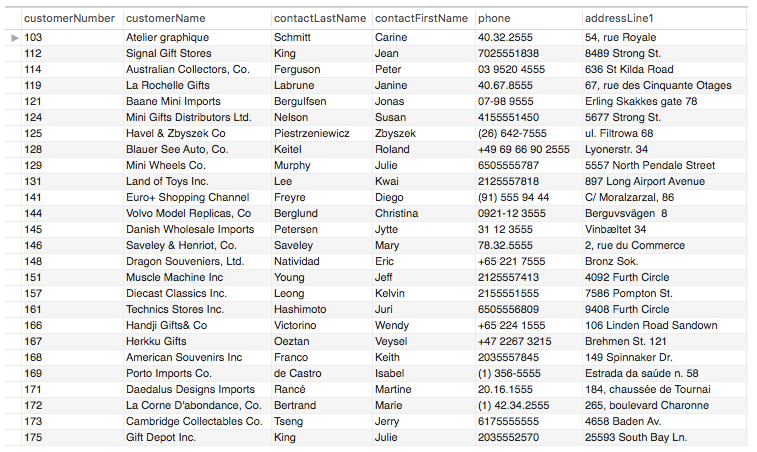 customerNumber customerName contactLastName contactFirstName phone addressLine1
103 Atelier graphique Schmitt Carine 40.32.2555 54, rue Royale
112 Signal Gift Stores King Jean 7025551838 8489 Strong St.
114 Australian Collectors, Co. Ferguson Peter 03 9520 4555 636 St Kilda Road
119 La Rochelle Gifts Labrune Janine 40.67.8555 67, rue des Cinquante Otages
121 Baane Mini Imports Bergulfsen Jonas 07-98 9555 Erling Skakkes gate 78
124 Mini Gifts Distributors Ltd. Nelson Susan 4155551450 5677 Strong St.
125 Havel & Zbyszek Co Piestrzeniewicz Zbyszek (26) 642-7555 ul. Filtrowa 68
128 Blauer See Auto, Co. Keitel Roland +49 69 66 90 2555 Lyonerstr. 34
129 Mini Wheels Co. Murphy Julie 6505555787 5557 North Pendale Street
131 Land of Toys Inc. Lee Kwai 2125557818 897 Long Airport Avenue
141 Euro+ Shopping Channel Freyre Diego (91) 555 94 44 C/ Moralzarzal, 86
144 Volvo Model Replicas, Co Berglund Christina 0921-12 3555 Berguvsvägen  8
145 Danish Wholesale Imports Petersen Jytte 31 12 3555 Vinbæltet 34
146 Saveley & Henriot, Co. Saveley Mary 78.32.5555 2, rue du Commerce
148 Dragon Souveniers, Ltd. Natividad Eric +65 221 7555 Bronz Sok.
151 Muscle Machine Inc Young Jeff 2125557413 4092 Furth Circle
157 Diecast Classics Inc. Leong Kelvin 2155551555 7586 Pompton St.
161 Technics Stores Inc. Hashimoto Juri 6505556809 9408 Furth Circle
166 Handji Gifts& Co Victorino Wendy +65 224 1555 106 Linden Road Sandown
167 Herkku Gifts Oeztan Veysel +47 2267 3215 Brehmen St. 121
168 American Souvenirs Inc Franco Keith 2035557845 149 Spinnaker Dr.
169 Porto Imports Co. de Castro Isabel (1) 356-5555 Estrada da saúde n. 58
171 Daedalus Designs Imports Rancé Martine 20.16.1555 184, chaussée de Tournai
172 La Corne D'abondance, Co. Bertrand Marie (1) 42.34.2555 265, boulevard Charonne
173 Cambridge Collectables Co. Tseng Jerry 6175555555 4658 Baden Av.
175 Gift Depot Inc. King Julie 2035552570 25593 South Bay Ln.